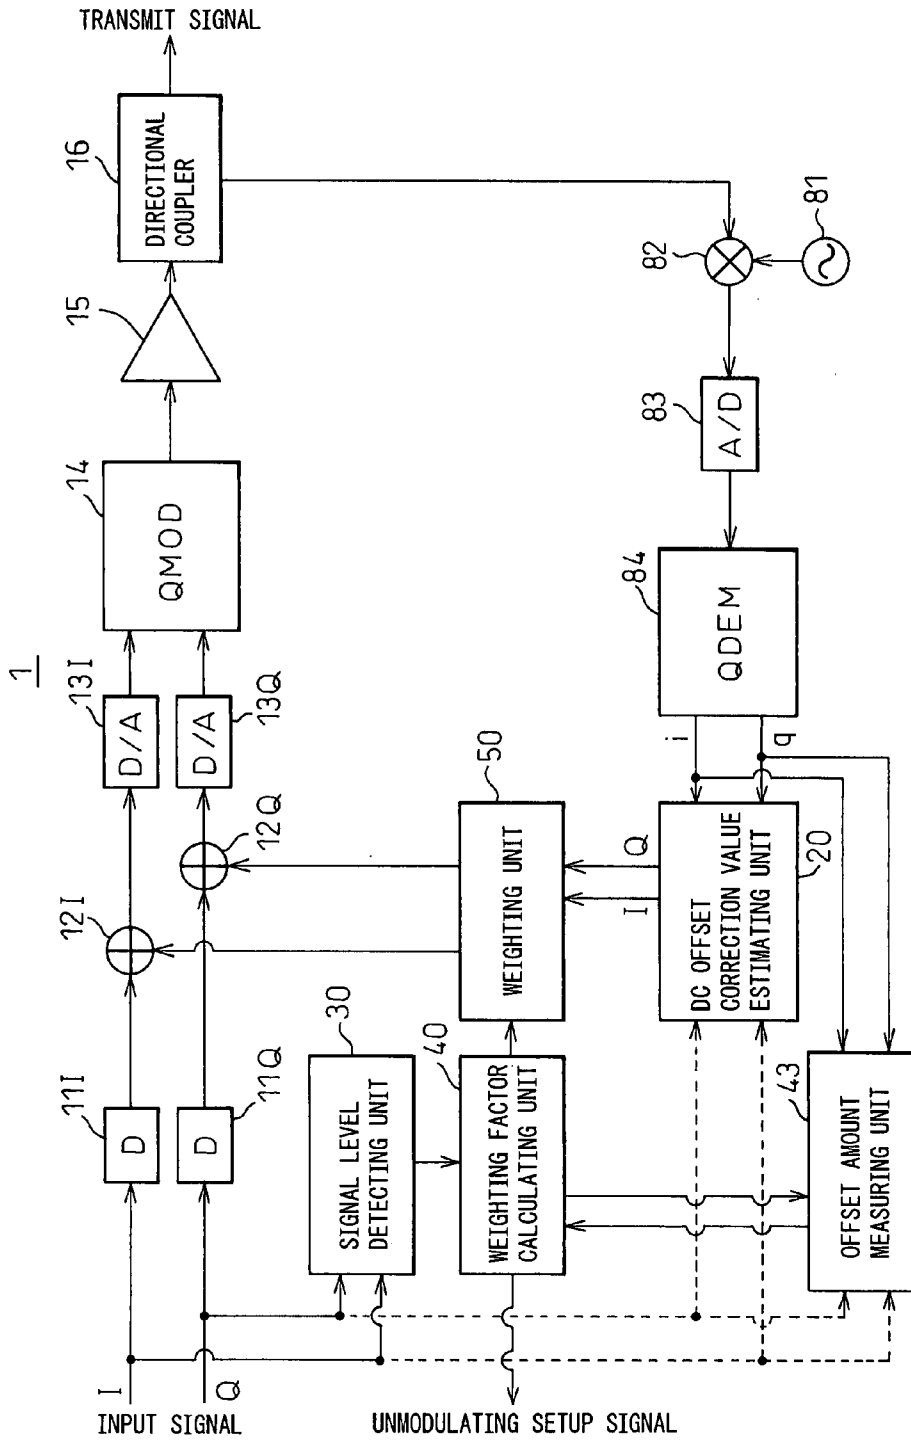 1
INPUT SIGNAL
I
Q
11I
D
11Q
D
12I
12Q
13I
D/A
13Q
D/A
14
QMOD
15
16
DIRECTIONAL
COUPLER
TRANSMIT SIGNAL
30
SIGNAL LEVEL
DETECTING UNIT
40
WEIGHTING FACTOR
CALCULATING UNIT
50
WEIGHTING UNIT
UNMODULATING SETUP SIGNAL
I
Q
20
DC OFFSET
CORRECTION VALUE
ESTIMATING UNIT
i
q
84
QDEM
83
A/D
82
81
43
OFFSET AMOUNT
MEASURING UNIT